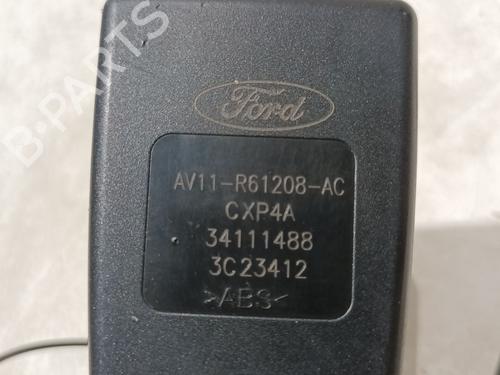 B-PARTS
Ford
AV11-R61208-AC
CXP4A
34111488
3C23412
>ABS<